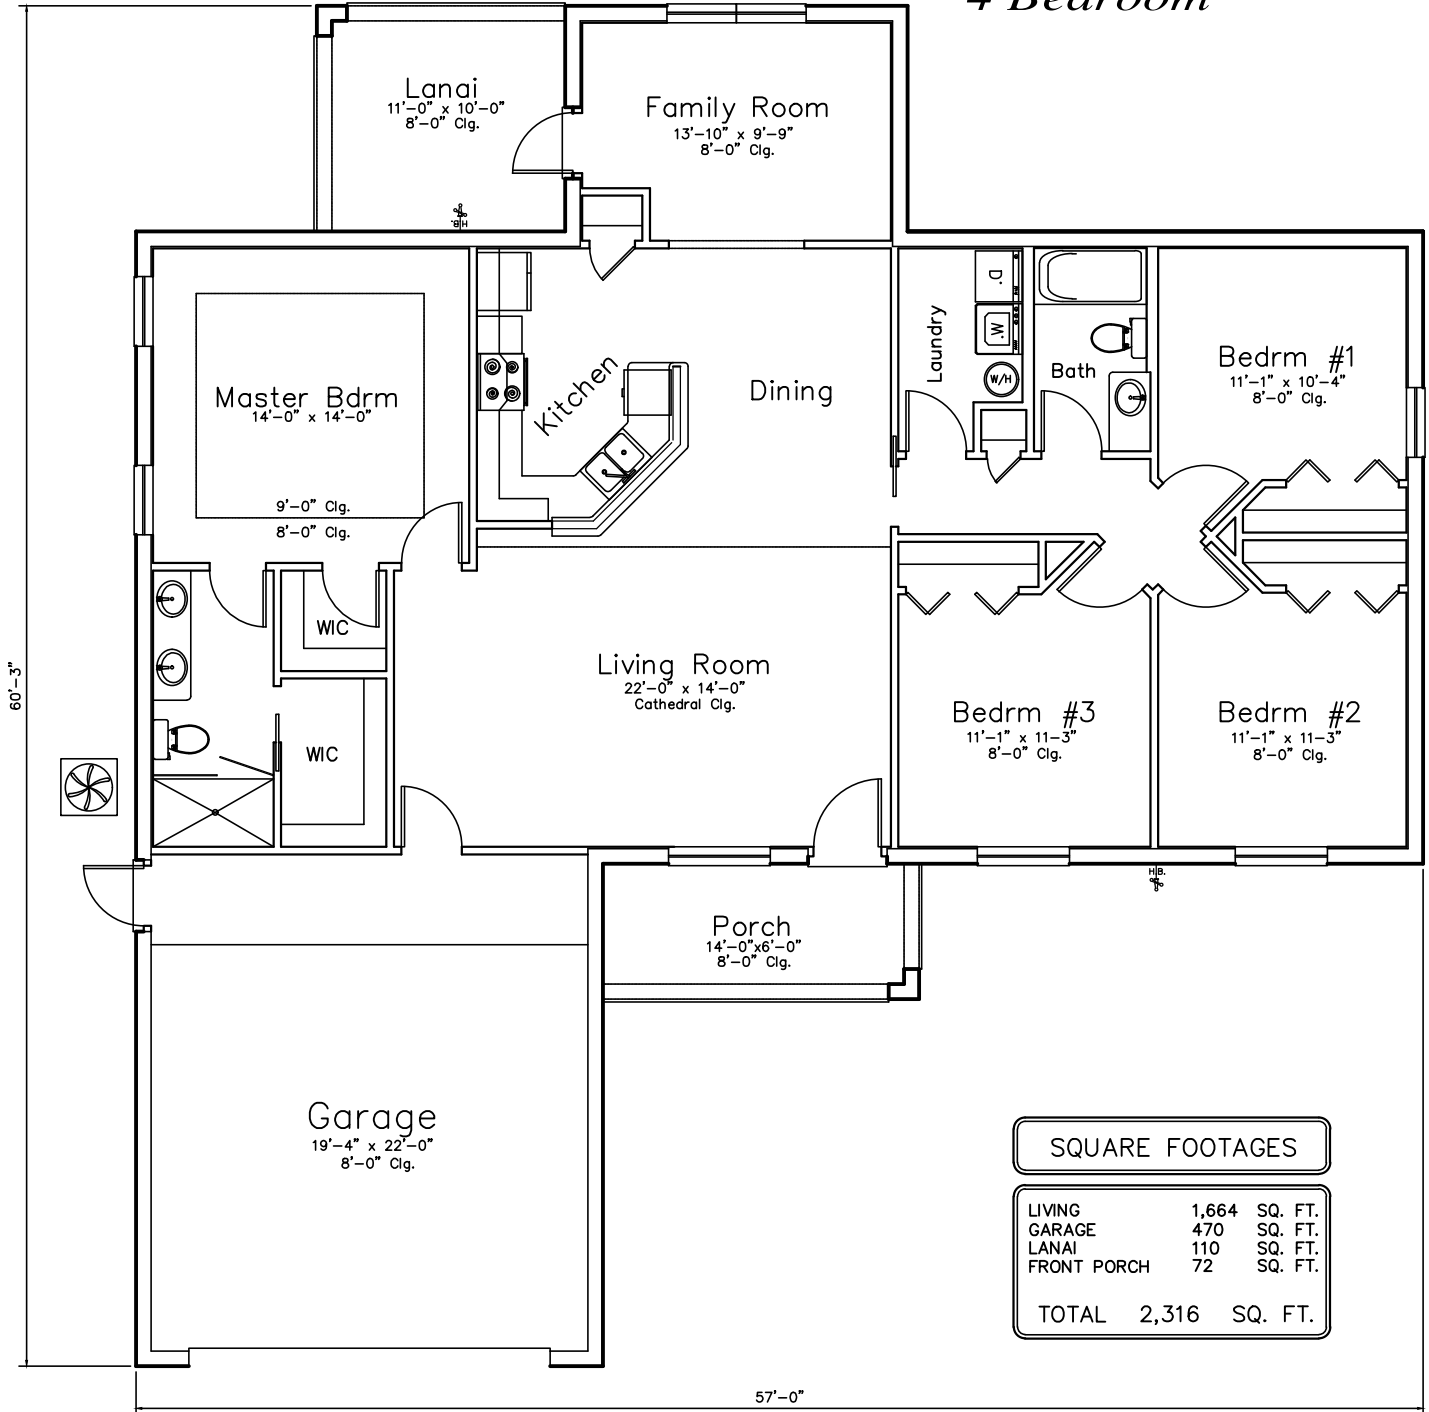 4 Bedroom
Lanai
11'-0" x 10'-0"
8'-0" Clg.
Family Room
13'-10" x 9'-9"
8'-0" Clg.
H.B.
Master Bdrm
14'-0" x 14'-0"
9'-0" Clg.
8'-0" Clg.
Kitchen
Dining
Laundry
D.
W.
W/H
Bath
Bedrm #1
11'-1" x 10'-4"
8'-0" Clg.
WIC
WIC
Living Room
22'-0" x 14'-0"
Cathedral Clg.
Bedrm #3
11'-1" x 11-3"
8'-0" Clg.
Bedrm #2
11'-1" x 11-3"
8'-0" Clg.
60'-3"
H.B.
Porch
14'-0"x6'-0"
8'-0" Clg.
Garage
19'-4" x 22'-0"
8'-0" Clg.
SQUARE FOOTAGES
LIVING 1,664 SQ. FT.
GARAGE 470 SQ. FT.
LANAI 110 SQ. FT.
FRONT PORCH 72 SQ. FT.
TOTAL 2,316 SQ. FT.
57'-0"